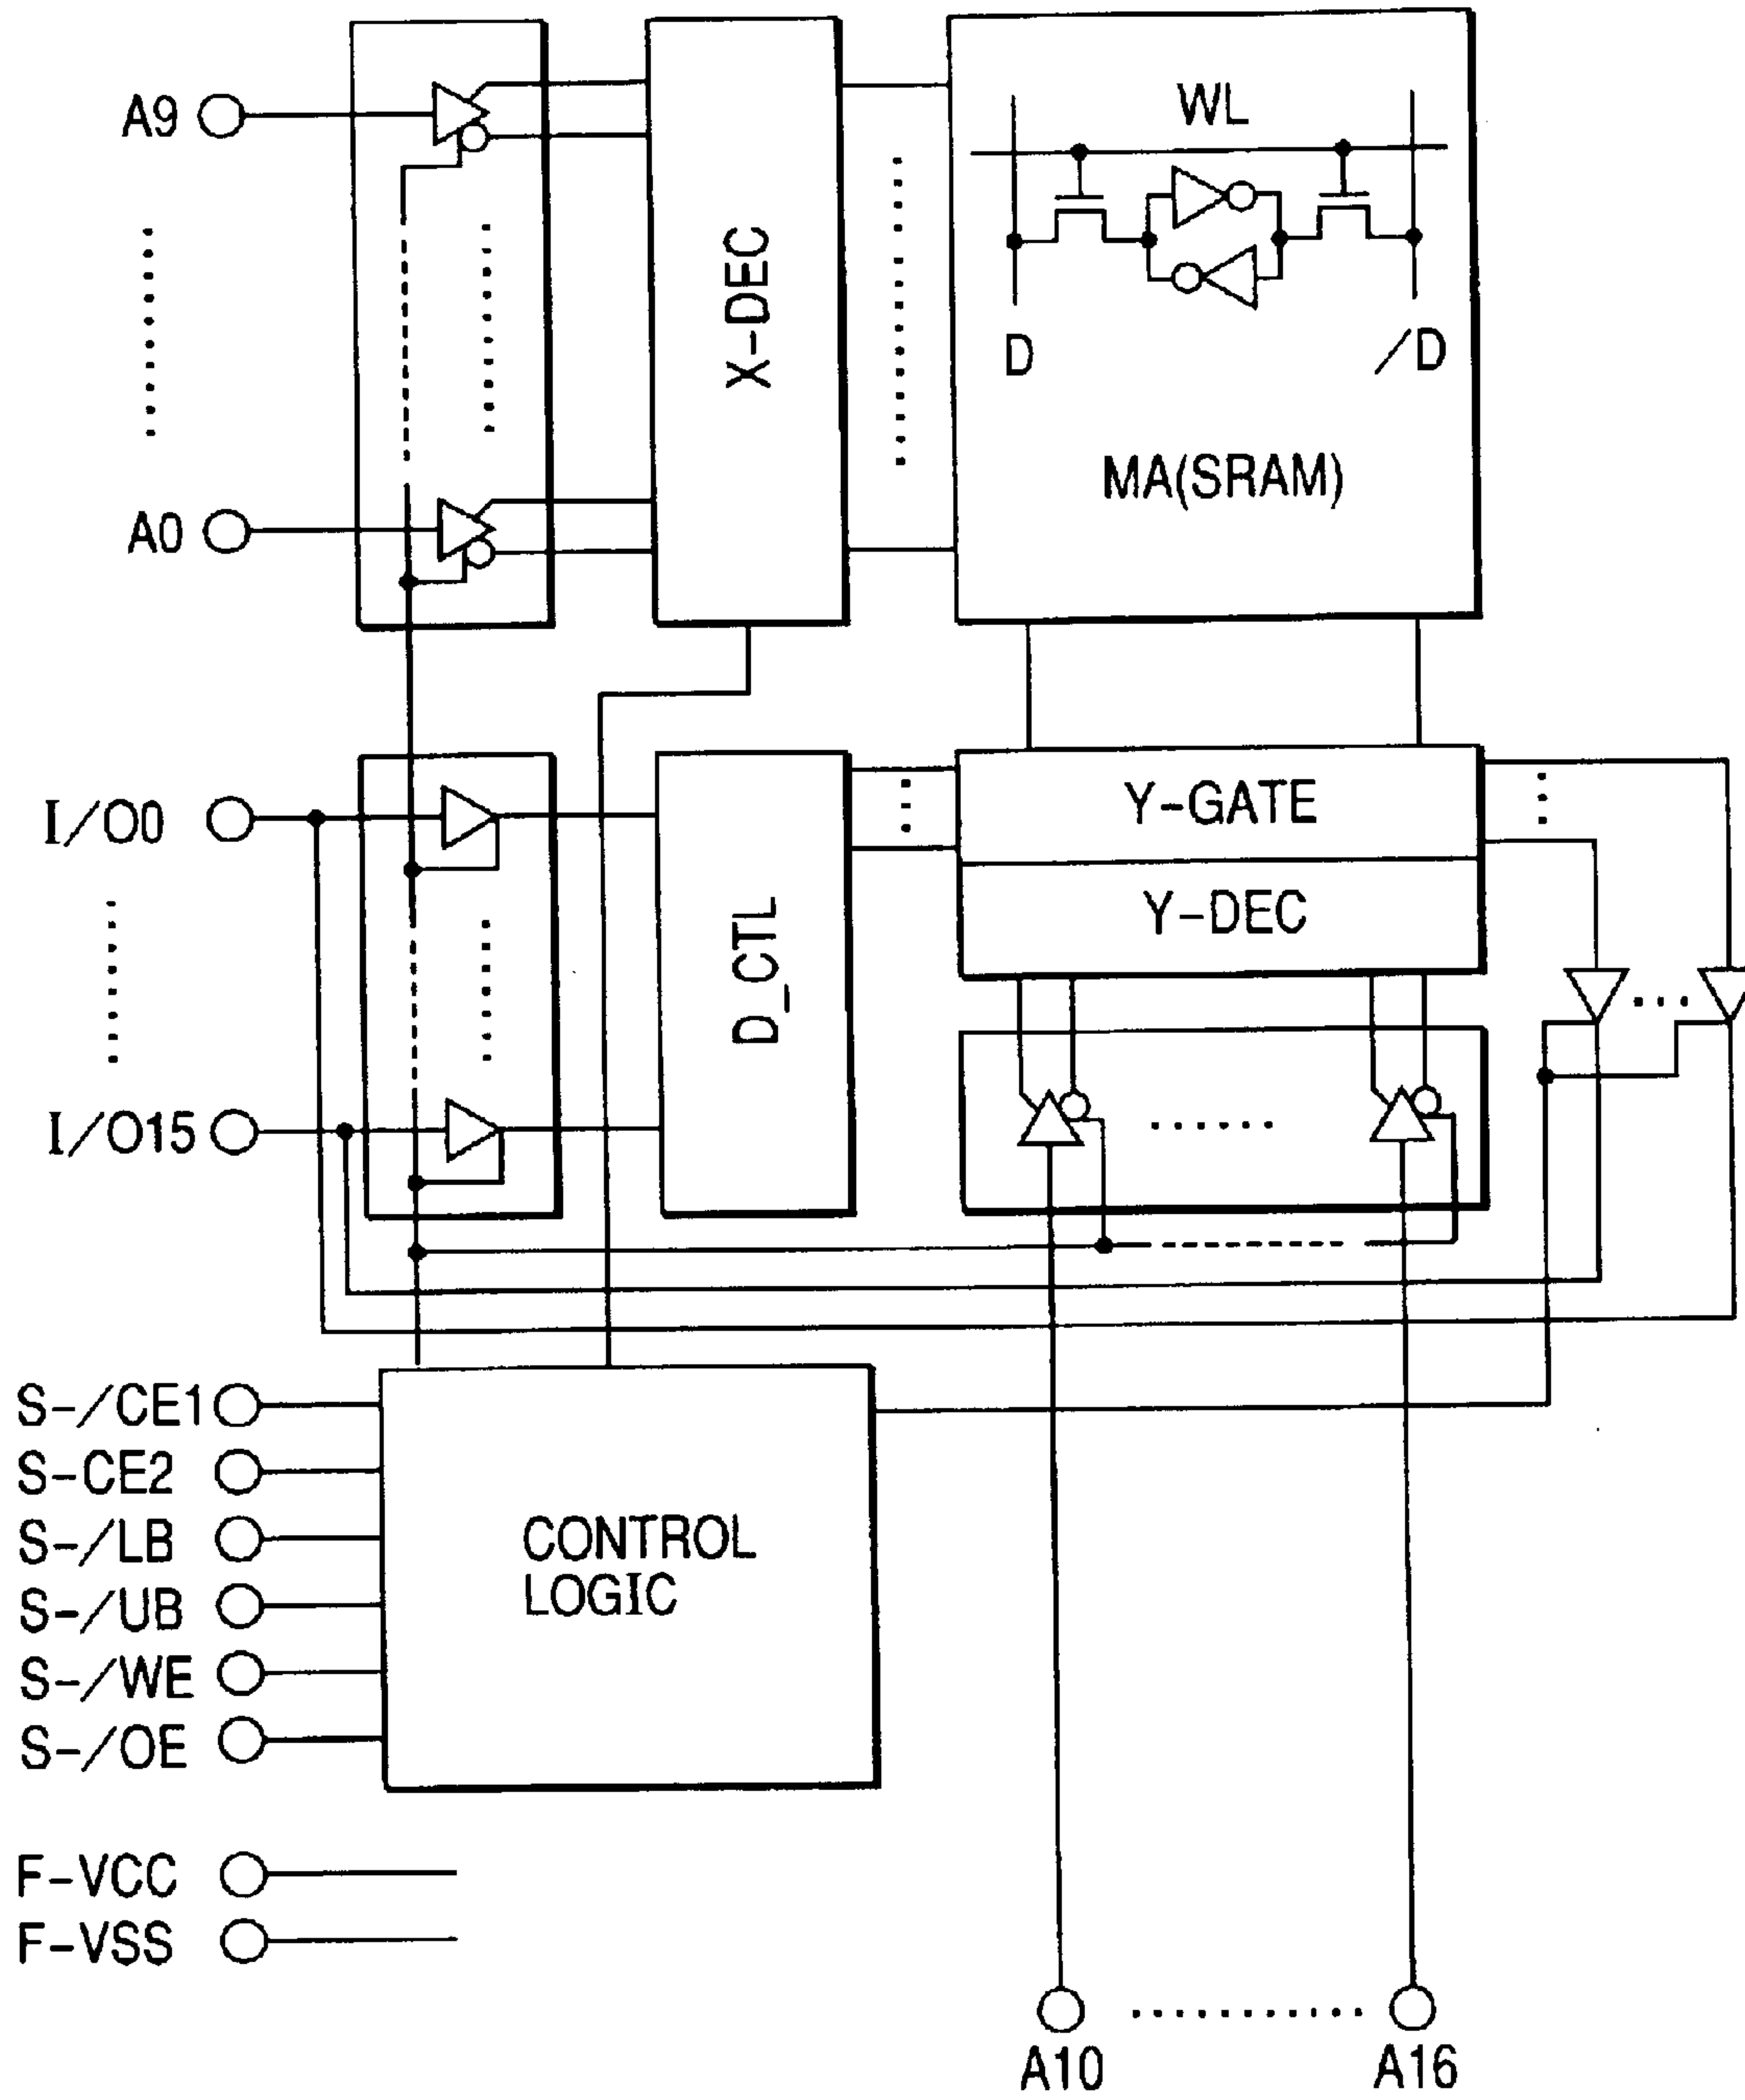 A9
A0
X-DEC
WL
D
/D
MA(SRAM)
I/O0
I/O15
D_CTL
Y-GATE
Y-DEC
S-/CE1
S-CE2
S-/LB
S-/UB
S-/WE
S-/OE
CONTROL
LOGIC
F-VCC
F-VSS
A10
A16